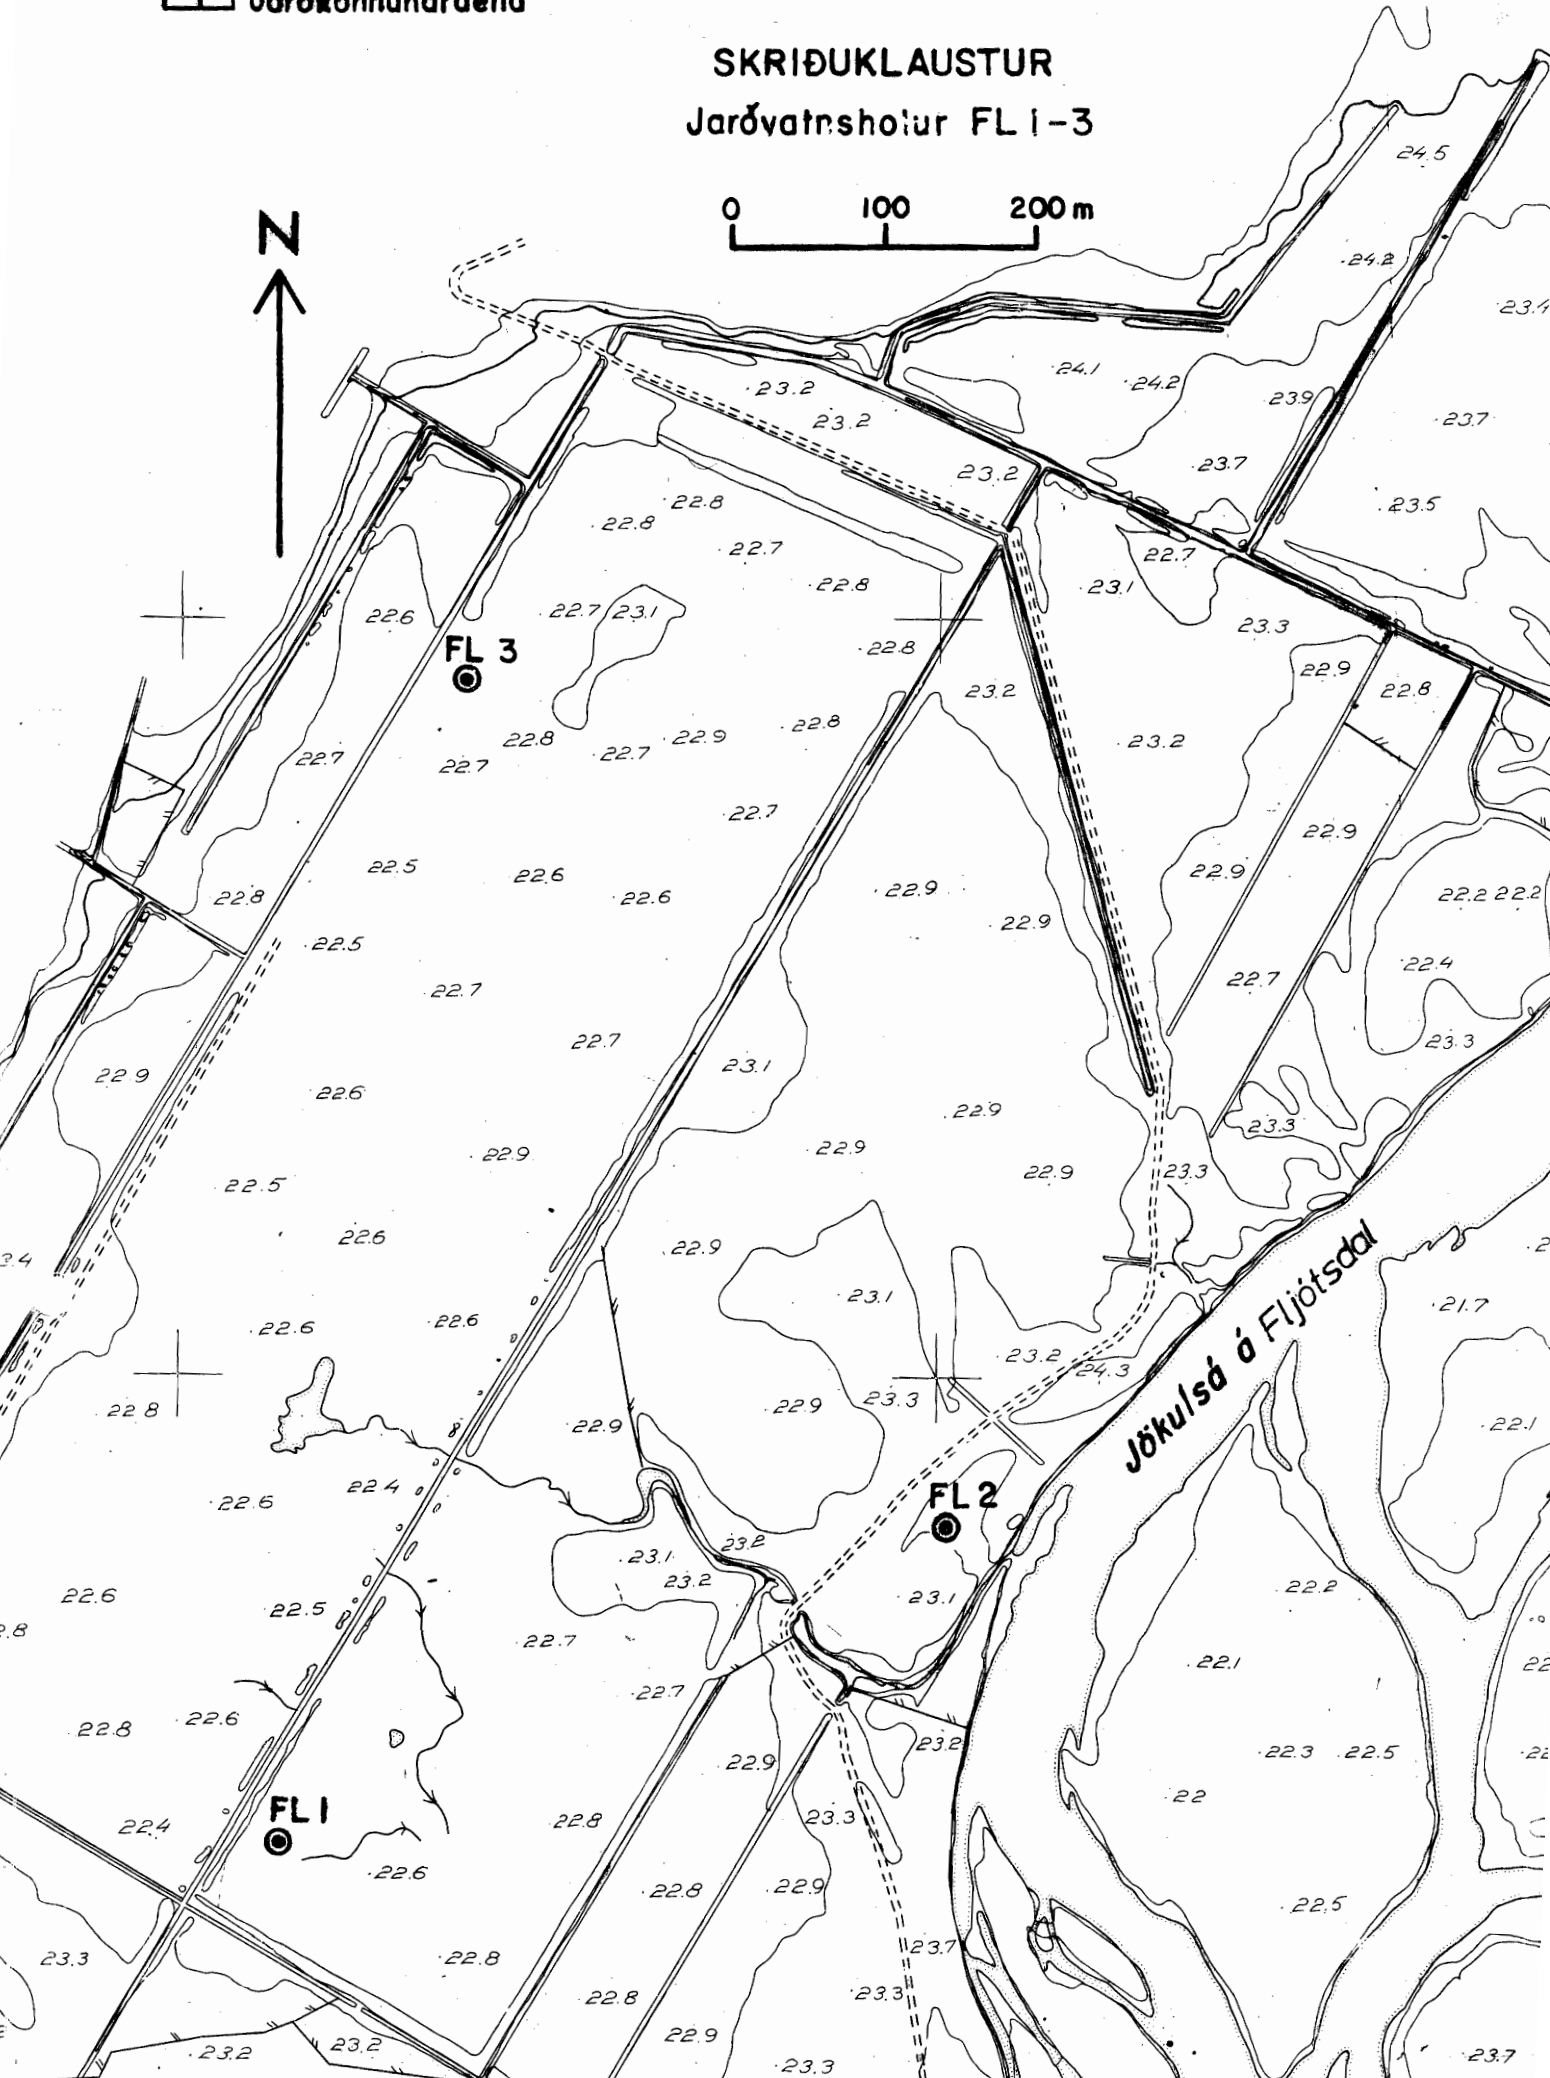 SKRIÐUKLAUSTUR
Jarðvatnsholur FL 1-3
0 100 200 m
N
24.5
24.2
23.4
24.1 24.2 23.9
23.2
23.2 23.7
23.7
23.2
22.8 23.5
22.8
22.7 22.7
22.8 23.1
22.6 22.7 23.1 23.3
22.8
FL 3 22.9
23.2 22.8
22.8 22.9 22.8 23.2
22.7 22.7 22.7
22.7 22.9
22.5 22.6 22.9
22.8 22.6 22.9 22.2 22.2
22.5 22.9
22.7 22.7 22.4
22.7 23.3
22.9 22.6 23.1
22.9 23.3
22.9 22.9
22.5 22.9 23.3
22.6 22.9
3.4
23.1 21.7
22.6 22.6
Jökulsá á Fljótsdal
23.2 24.3
22.8 22.9 22.9 23.3
22.1
22.6 22.4
FL 2
23.2
23.1
22.6 23.2 23.1 22.2
22.5
22.7
22.1
22.7
22.8 22.6
22.9 23.2 22.3 22.5
22
FL 1
22.4 22.8 23.3
22.6 22.8 22.9
22.5
23.3 22.8 23.7
22.8 23.3
23.2 23.2 22.9 23.3 23.7